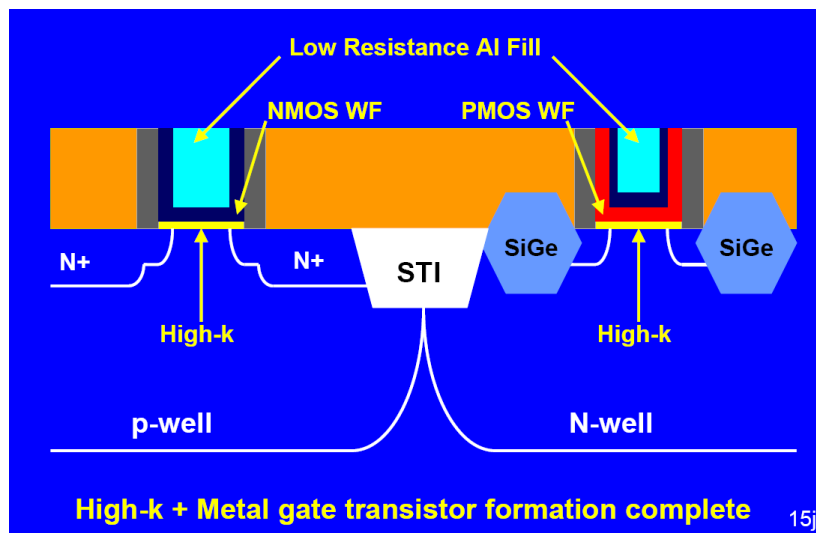 Low Resistance Al Fill
NMOS WF
PMOS WF
N+
N+
STI
SiGe
SiGe
High-k
High-k
p-well
N-well
High-k + Metal gate transistor formation complete
15j